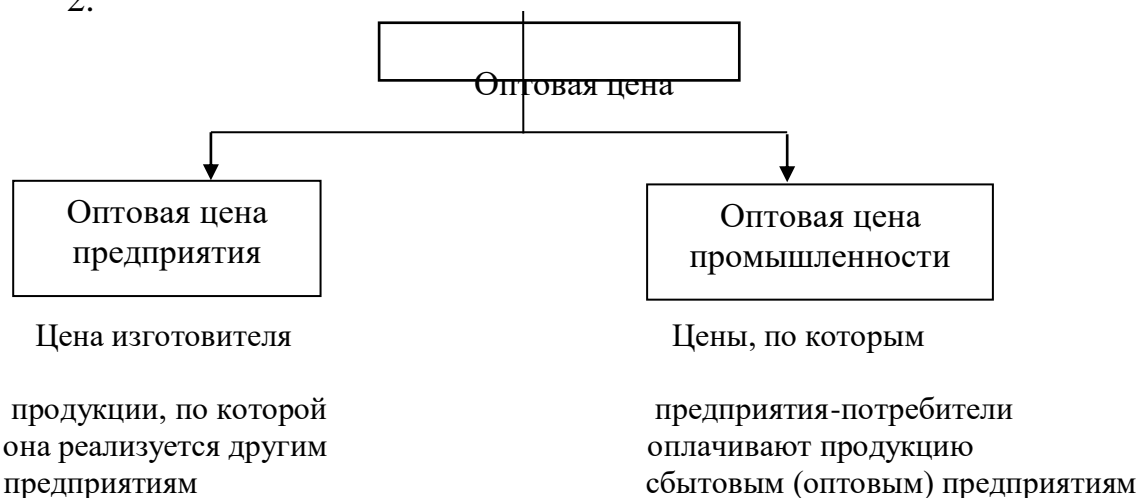 2.
Оптовая цена
Оптовая цена
предприятия
Оптовая цена
промышленности
Цена изготовителя
продукции, по которой
она реализуется другим
предприятиям
Цены, по которым
предприятия-потребители
оплачивают продукцию
сбытовым (оптовым) предприятиям